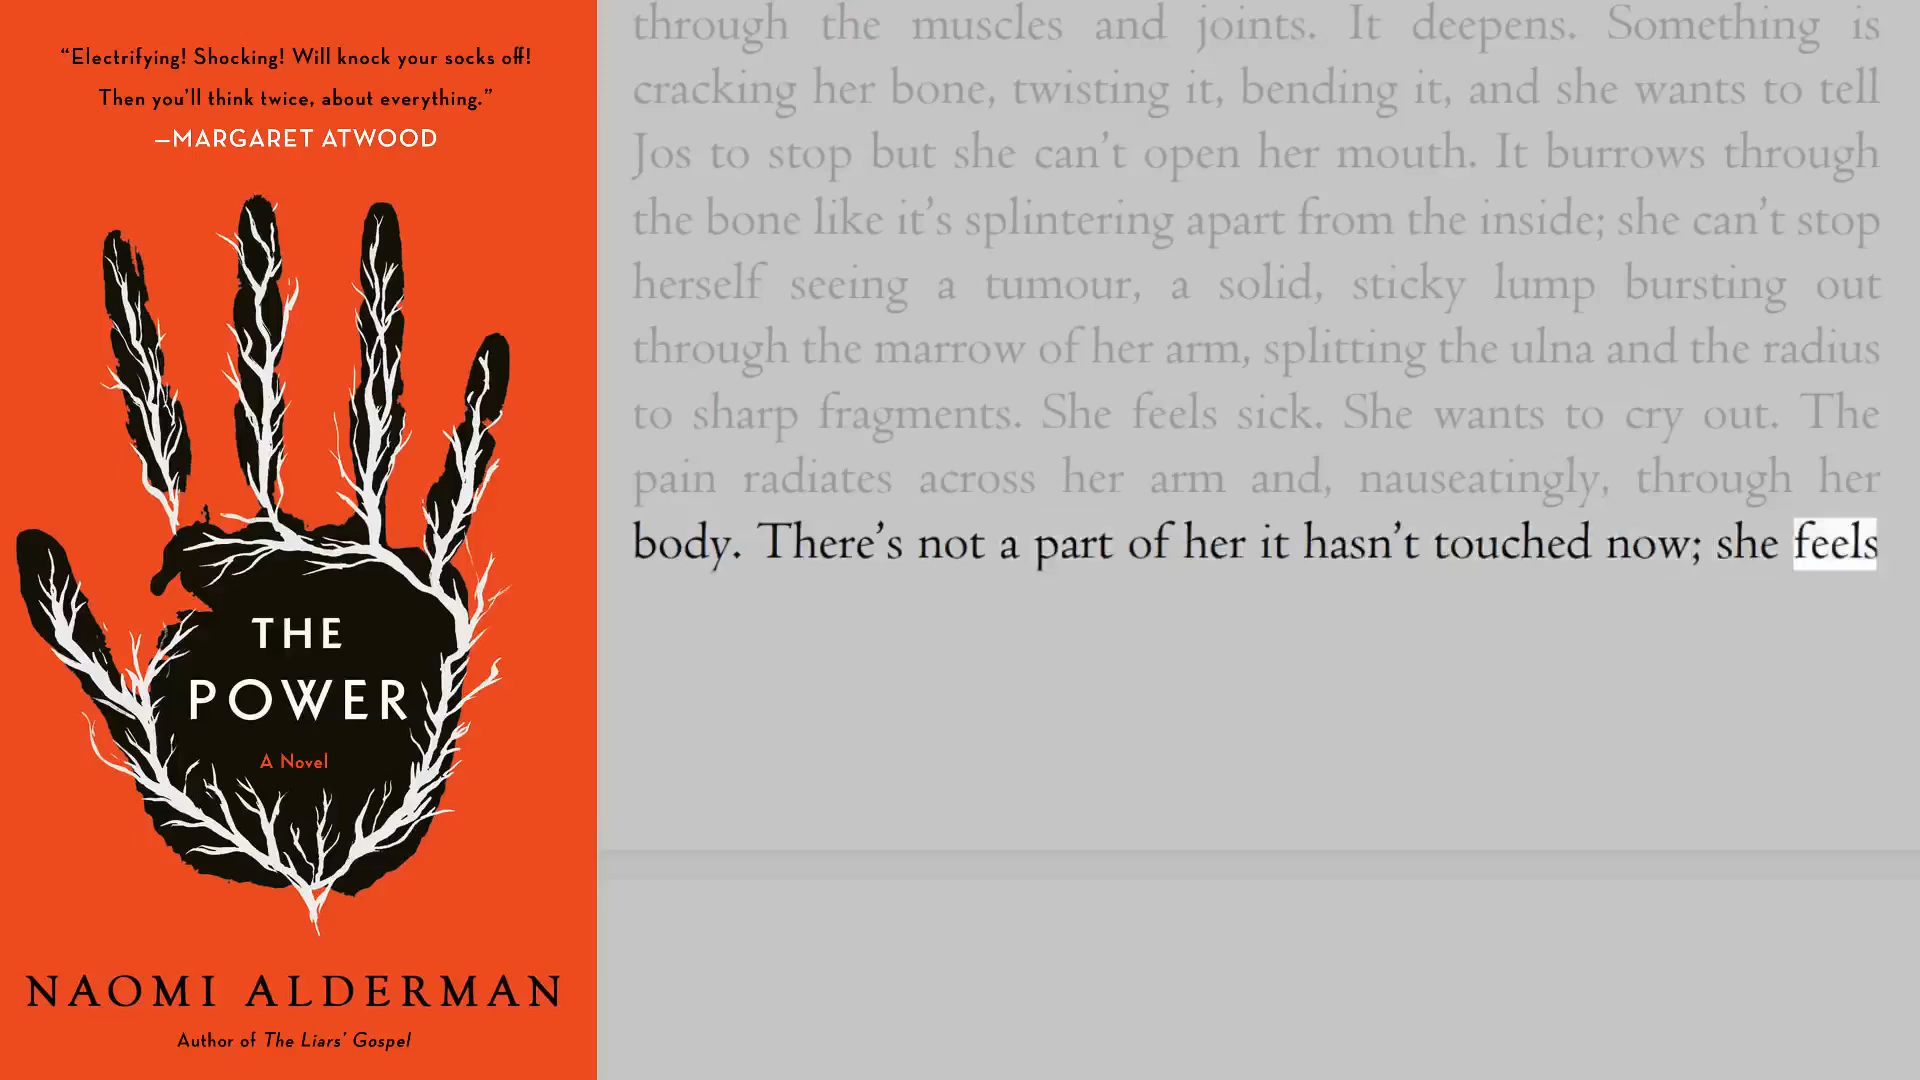 “Electrifying! Shocking! Will knock your socks off!
Then you’ll think twice, about everything.”
—MARGARET ATWOOD
THE
POWER
A Novel
NAOMI ALDERMAN
Author of The Liars’ Gospel
through the muscles and joints. It deepens. Something is
cracking her bone, twisting it, bending it, and she wants to tell
Jos to stop but she can’t open her mouth. It burrows through
the bone like it’s splintering apart from the inside; she can’t stop
herself seeing a tumour, a solid, sticky lump bursting out
through the marrow of her arm, splitting the ulna and the radius
to sharp fragments. She feels sick. She wants to cry out. The
pain radiates across her arm and, nauseatingly, through her
body. There’s not a part of her it hasn’t touched now; she feels